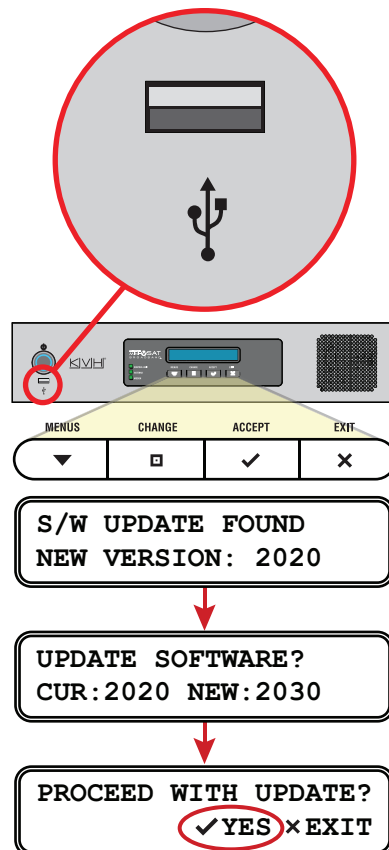 KVH
MENUS CHANGE ACCEPT EXIT
S/W UPDATE FOUND
NEW VERSION: 2020
UPDATE SOFTWARE?
CUR:2020 NEW:2030
PROCEED WITH UPDATE?
✓YES ×EXIT